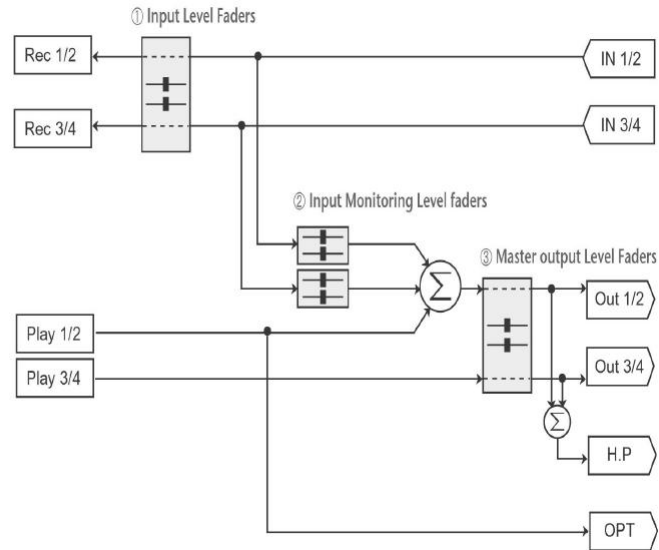 ① Input Level Faders
Rec 1/2
IN 1/2
Rec 3/4
IN 3/4
② Input Monitoring Level faders
③ Master output Level Faders
Σ
Out 1/2
Play 1/2
Play 3/4
Out 3/4
Σ
H.P
OPT